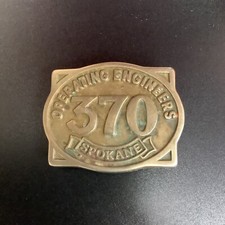 OPERATING ENGINEERS
370
SPOKANE